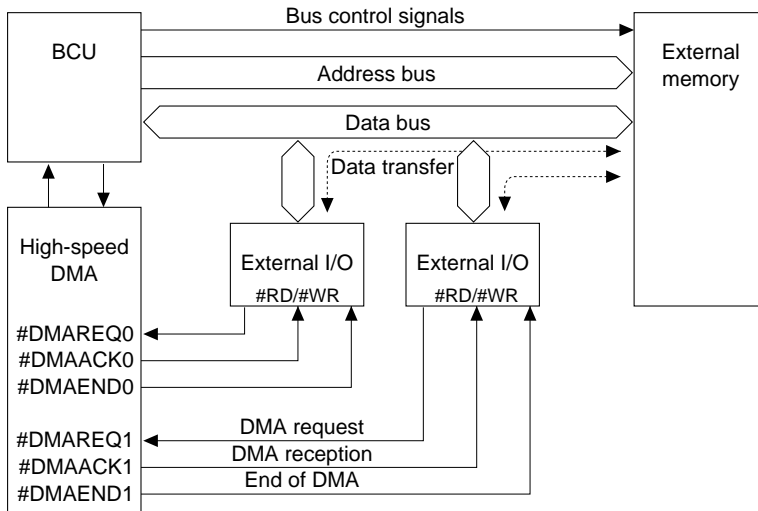 Bus control signals
BCU
External
memory
Address bus
Data bus
Data transfer
High-speed
DMA
External I/O
#RD/#WR
External I/O
#RD/#WR
#DMAREQ0
#DMAACK0
#DMAEND0
#DMAREQ1
DMA request
#DMAACK1
DMA reception
#DMAEND1
End of DMA